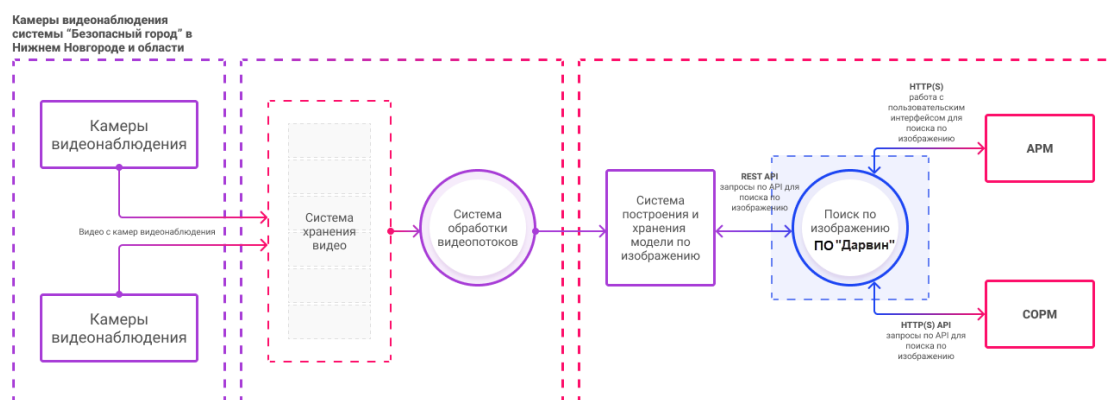 Камеры видеонаблюдения
системы "Безопасный город" в
Нижнем Новгороде и области
Камеры
видеонаблюдения
Видео с камер видеонаблюдения
Камеры
видеонаблюдения
Система
хранения
видео
Система
обработки
видеопотоков
Система
построения и
хранения
модели по
изображению
REST API
запросы по API для
поиска по
изображению
Поиск по
изображению
ПО "Дарвин"
HTTP(S)
работа с
пользовательским
интерфейсом для
поиска по
изображению
АРМ
HTTP(S) API
запросы по API для
поиска по
изображению
СОРМ